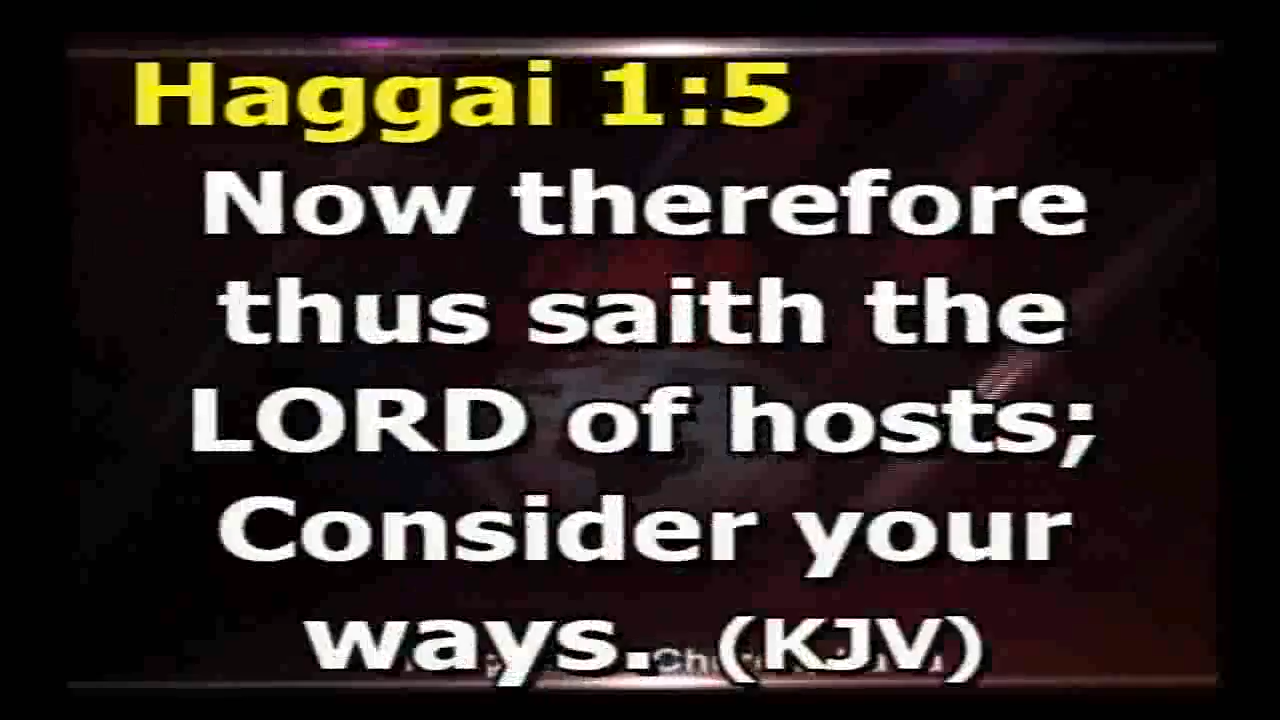 Haggai 1:5
Now therefore
thus saith the
LORD of hosts;
Consider your
ways. (KJV)